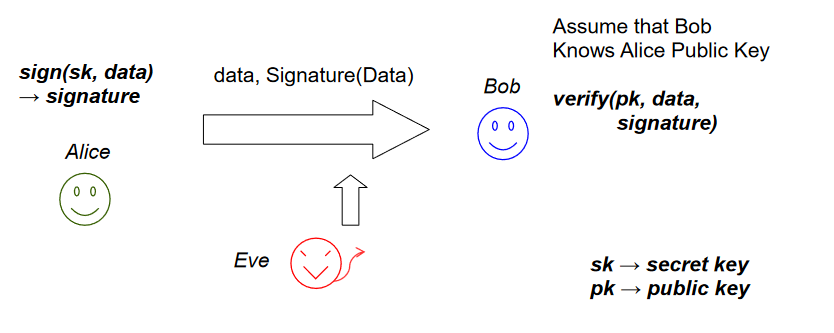 Assume that Bob
Knows Alice Public Key
sign(sk, data)
→ signature
data, Signature(Data)
Bob
verify(pk, data,
signature)
Alice
Eve
sk → secret key
pk → public key